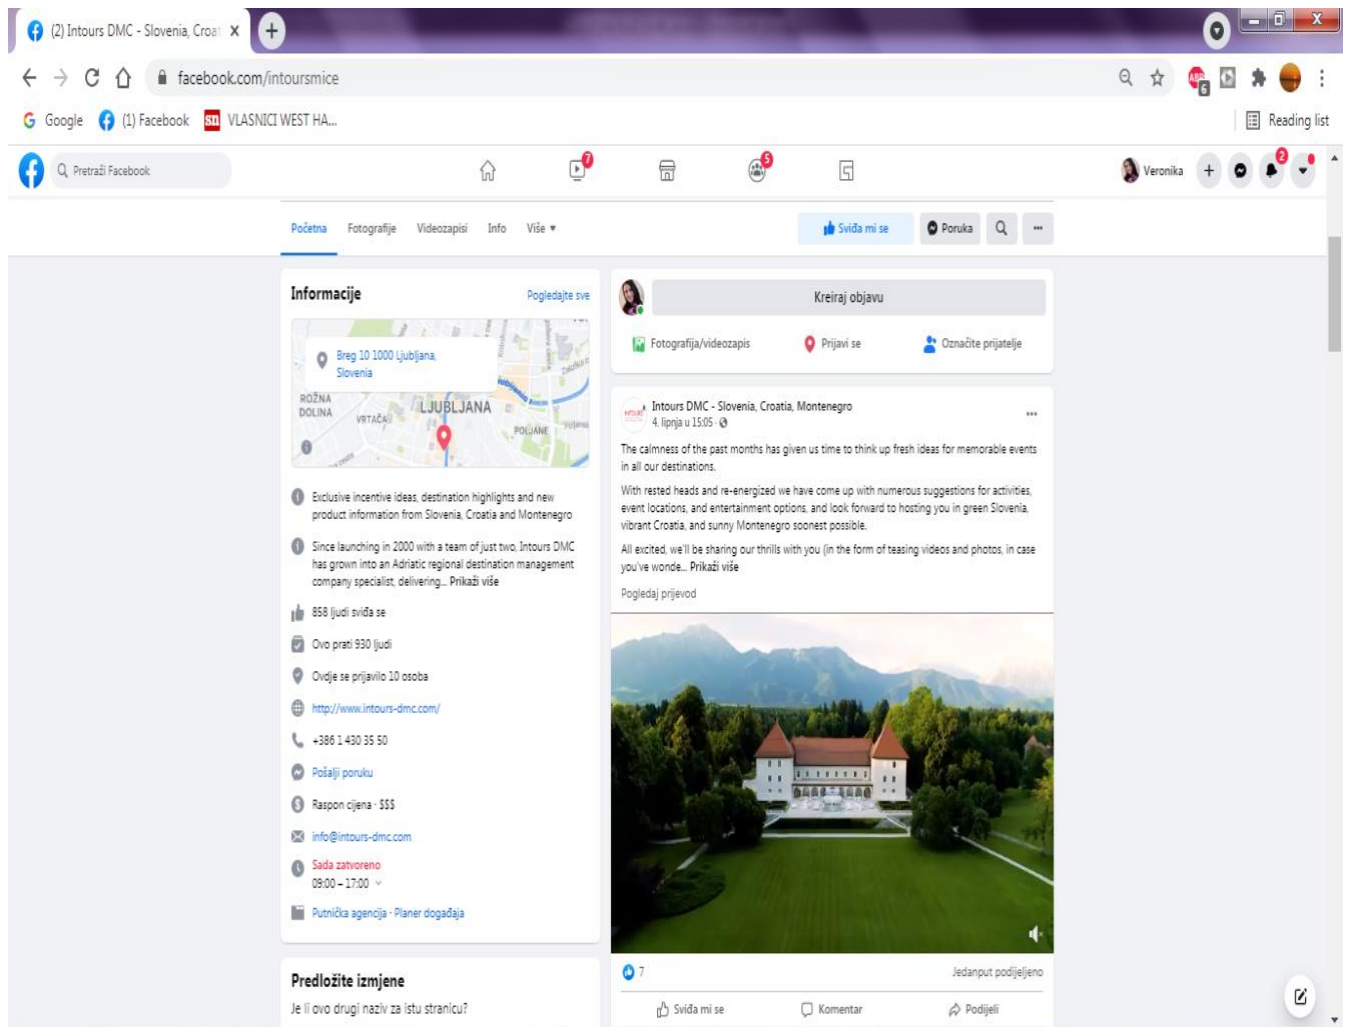 (2) Intours DMC - Slovenia, Croat
facebook.com/intoursmice
ABP
6
Google
(1) Facebook
sn
VLASNICI WEST HA...
Reading list
Pretraži Facebook
7
5
Veronika
2
Početna
Fotografije
Videozapisi
Info
Više
Sviđa mi se
Poruka
Informacije
Pogledajte sve
Breg 10 1000 Ljubljana,
Slovenia
ROŽNA
DOLINA
VRTAČA
LJUBLJANA
POLJANE
Exclusive incentive ideas, destination highlights and new
product information from Slovenia, Croatia and Montenegro
Since launching in 2000 with a team of just two, Intours DMC
has grown into an Adriatic regional destination management
company specialist, delivering... Prikaži više
858 ljudi sviđa se
Ovo prati 930 ljudi
Ovdje se prijavilo 10 osoba
http://www.intours-dmc.com/
+386 1 430 35 50
Pošalji poruku
Raspon cijena · $$$
info@intours-dmc.com
Sada zatvoreno
09:00 – 17:00
Putnička agencija · Planer događaja
Predložite izmjene
Je li ovo drugi naziv za istu stranicu?
Kreiraj objavu
Fotografija/videozapis
Prijavi se
Označite prijatelje
Intours DMC - Slovenia, Croatia, Montenegro
4. lipnja u 15:05 ·
The calmness of the past months has given us time to think up fresh ideas for memorable events
in all our destinations.
With rested heads and re-energized we have come up with numerous suggestions for activities,
event locations, and entertainment options, and look forward to hosting you in green Slovenia,
vibrant Croatia, and sunny Montenegro soonest possible.
All excited, we'll be sharing our thrills with you (in the form of teasing videos and photos, in case
you've wonde... Prikaži više
Pogledaj prijevod
7
Jedanput podijeljeno
Sviđa mi se
Komentar
Podijeli